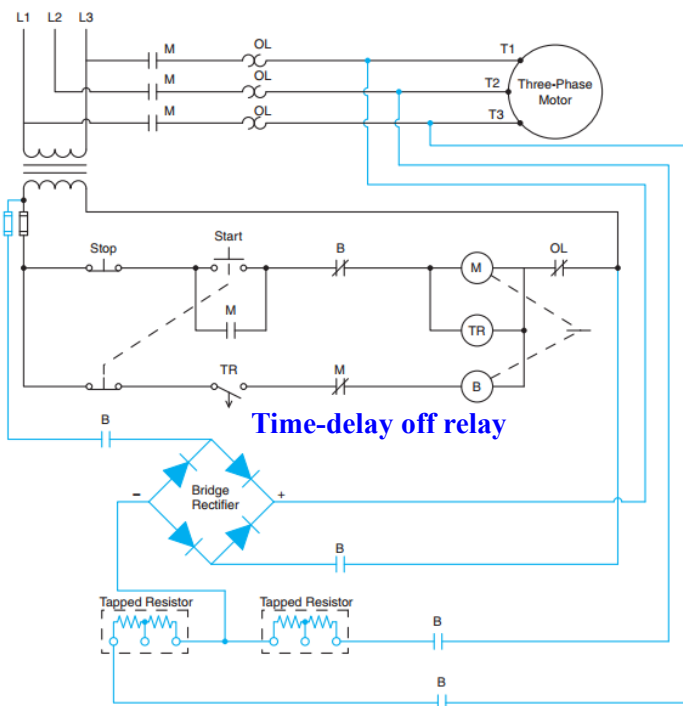 L1 L2 L3
M OL T1
M OL T2 Three-Phase
Motor
M OL T3
Stop Start B M OL
M
TR
TR M B
B Time-delay off relay
Bridge
Rectifier
− +
B
Tapped Resistor Tapped Resistor
B
B